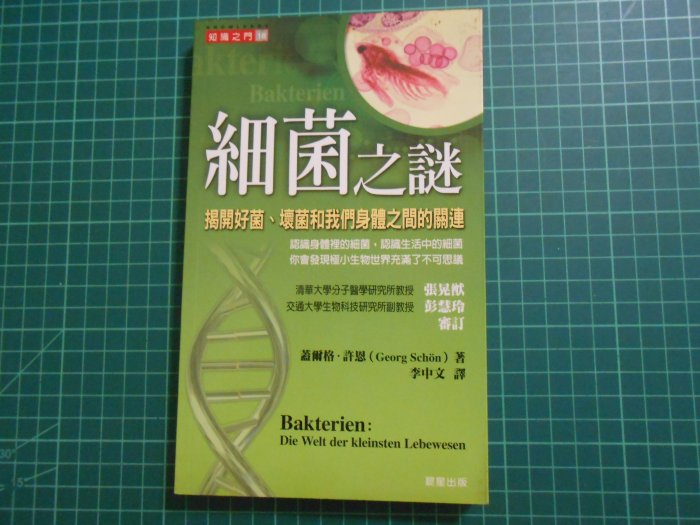 KNOWLEDGE
知識之門 18
Bakterien
Bakterien
細菌之謎
揭開好菌、壞菌和我們身體之間的關連
認識身體裡的細菌，認識生活中的細菌
你會發現極小生物世界充滿了不可思議
清華大學分子醫學研究所教授 張晃猷
交通大學生物科技研究所副教授 彭慧玲
審訂
蓋爾格·許恩（Georg Schön）著
李中文 譯
Bakterien:
Die Welt der kleinsten Lebewesen
晨星出版